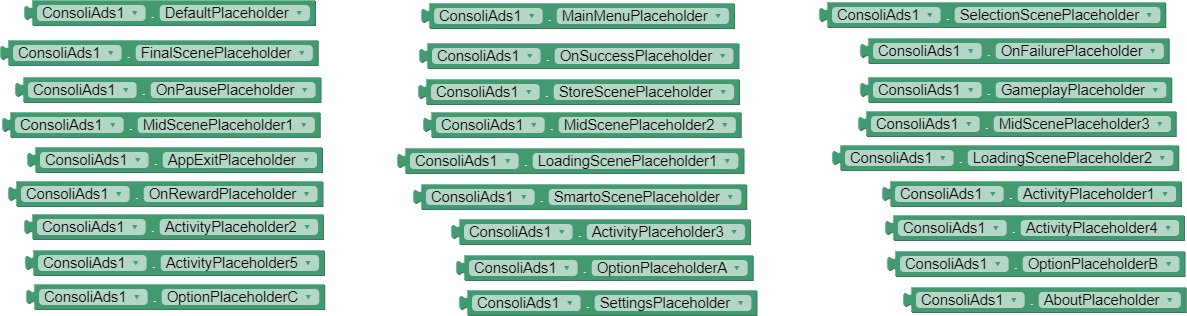 ConsoliAds1 . DefaultPlaceholder
ConsoliAds1 . MainMenuPlaceholder
ConsoliAds1 . SelectionScenePlaceholder
ConsoliAds1 . FinalScenePlaceholder
ConsoliAds1 . OnSuccessPlaceholder
ConsoliAds1 . OnFailurePlaceholder
ConsoliAds1 . OnPausePlaceholder
ConsoliAds1 . StoreScenePlaceholder
ConsoliAds1 . GameplayPlaceholder
ConsoliAds1 . MidScenePlaceholder1
ConsoliAds1 . MidScenePlaceholder2
ConsoliAds1 . MidScenePlaceholder3
ConsoliAds1 . AppExitPlaceholder
ConsoliAds1 . LoadingScenePlaceholder1
ConsoliAds1 . LoadingScenePlaceholder2
ConsoliAds1 . OnRewardPlaceholder
ConsoliAds1 . SmartoScenePlaceholder
ConsoliAds1 . ActivityPlaceholder1
ConsoliAds1 . ActivityPlaceholder2
ConsoliAds1 . ActivityPlaceholder3
ConsoliAds1 . ActivityPlaceholder4
ConsoliAds1 . ActivityPlaceholder5
ConsoliAds1 . OptionPlaceholderA
ConsoliAds1 . OptionPlaceholderB
ConsoliAds1 . OptionPlaceholderC
ConsoliAds1 . SettingsPlaceholder
ConsoliAds1 . AboutPlaceholder